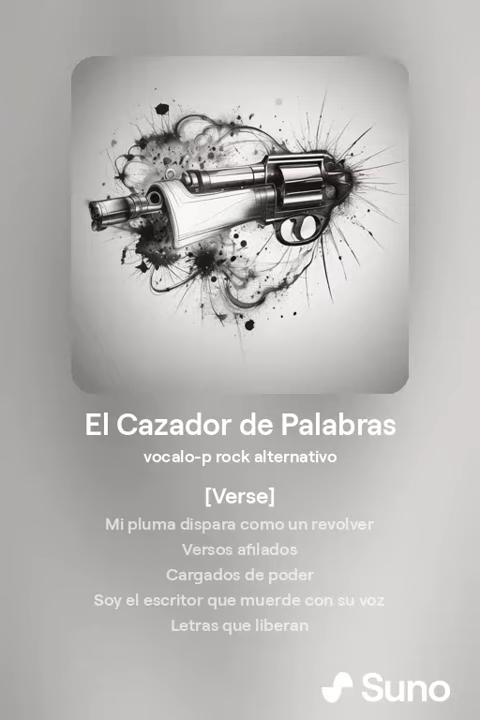 El Cazador de Palabras
vocalo-p rock alternativo
[Verse]
Mi pluma dispara como un revolver
Versos afilados
Cargados de poder
Soy el escritor que muerde con su voz
Letras que liberan
Suno